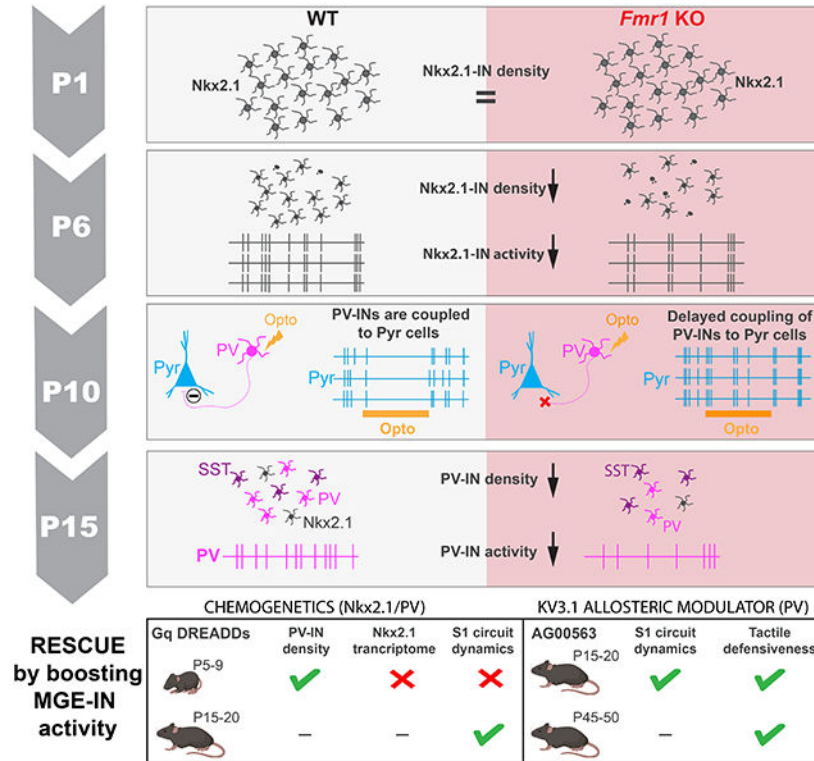 WT
Fmr1 KO
P1
Nkx2.1
Nkx2.1-IN density
=
Nkx2.1
P6
Nkx2.1-IN density
Nkx2.1-IN activity
P10
Opto
PV
Pyr
PV-INs are coupled
to Pyr cells
Pyr
Opto
Opto
PV
Pyr
Delayed coupling of
PV-INs to Pyr cells
Pyr
Opto
P15
SST
PV
Nkx2.1
PV
PV-IN density
PV-IN activity
SST
PV
RESCUE
by boosting
MGE-IN
activity
CHEMOGENETICS (Nkx2.1/PV)
Gq DREADDs
PV-IN
density
Nkx2.1
trancriptome
S1 circuit
dynamics
P5-9
P15-20
–
–
KV3.1 ALLOSTERIC MODULATOR (PV)
AG00563
S1 circuit
dynamics
Tactile
defensiveness
P15-20
P45-50
–